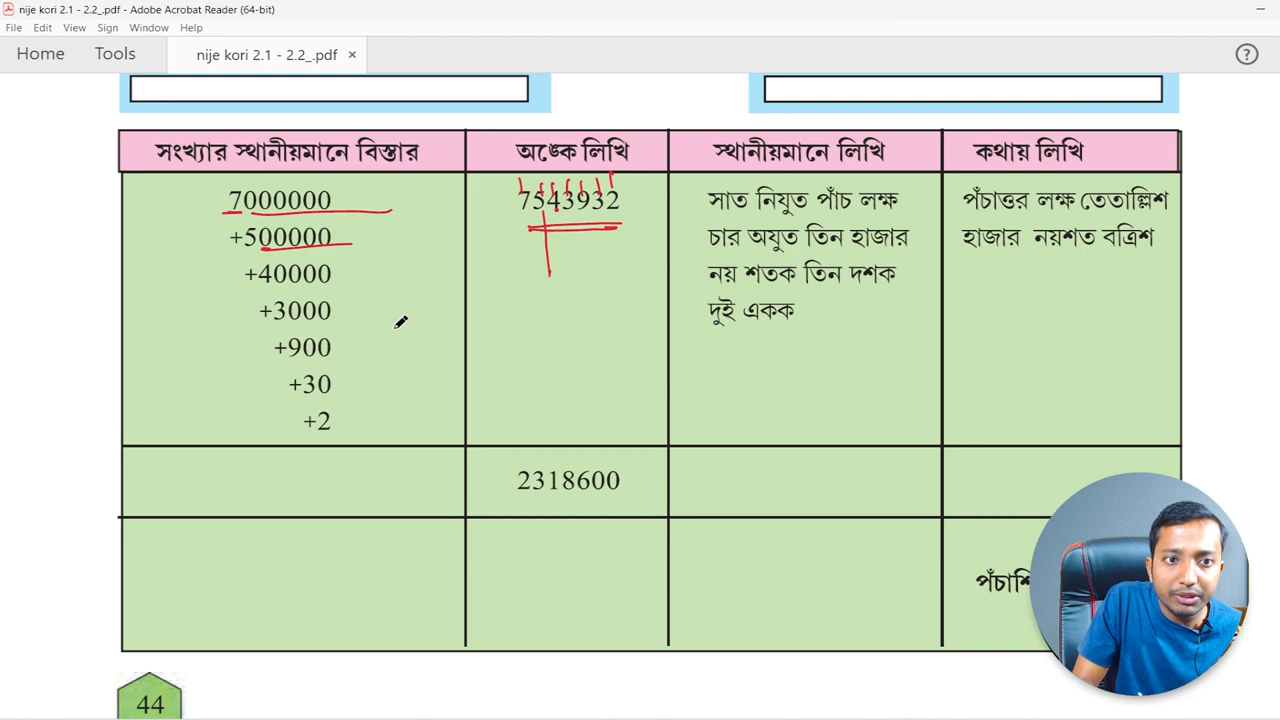 nije kori 2.1 - 2.2_.pdf - Adobe Acrobat Reader (64-bit)
File Edit View Sign Window Help
Home Tools nije kori 2.1 - 2.2_.pdf ×
সংখ্যার স্থানীয়মানে বিস্তার
অঙ্কে লিখি
স্থানীয়মানে লিখি
কথায় লিখি
7000000
+500000
+40000
+3000
+900
+30
+2
7543932
সাত নিযুত পাঁচ লক্ষ
চার অযুত তিন হাজার
নয় শতক তিন দশক
দুই একক
পঁচাত্তর লক্ষ তেতাল্লিশ
হাজার নয়শত বত্রিশ
2318600
44